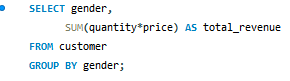 SELECT gender,
SUM(quantity*price) AS total_revenue
FROM customer
GROUP BY gender;